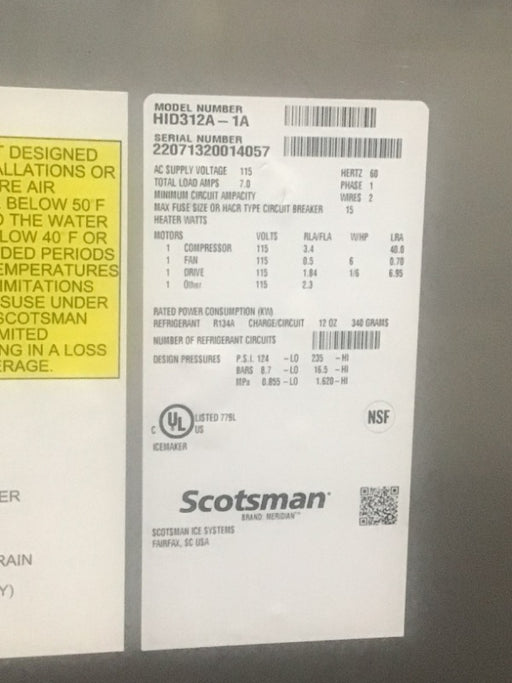 T DESIGNED
ALLATIONS OR
RE AIR
BELOW 50°F
THE WATER
LOW 40°F OR
DED PERIODS
EMPERATURES
IMITATIONS
SUSE UNDER
SCOTSMAN
MITED
NG IN A LOSS
ERAGE.
ER
RAIN
Y)
MODEL NUMBER
HID312A-1A
SERIAL NUMBER
22071320014057
AC SUPPLY VOLTAGE 115 HERTZ 60
TOTAL LOAD AMPS 7.0 PHASE 1
MINIMUM CIRCUIT AMPACITY WIRES 2
MAX FUSE SIZE OR HACR TYPE CIRCUIT BREAKER 15
HEATER WATTS
MOTORS VOLTS RLA/FLA W/HP LRA
1 COMPRESSOR 115 3.4 40.0
1 FAN 115 0.5 6 0.70
1 DRIVE 115 1.84 1/6 6.95
1 Other 115 2.3
RATED POWER CONSUMPTION (KW)
REFRIGERANT R134A CHARGE/CIRCUIT 12 OZ 340 GRAMS
NUMBER OF REFRIGERANT CIRCUITS
DESIGN PRESSURES P.S.I. 124 -LO 235 -HI
BARS 8.7 -LO 16.5 -HI
MPa 0.855-LO 1.620-HI
C UL US LISTED 779L
NSF
ICEMAKER
Scotsman
BRAND: MERIDIAN™
SCOTSMAN ICE SYSTEMS
FAIRFAX, SC USA